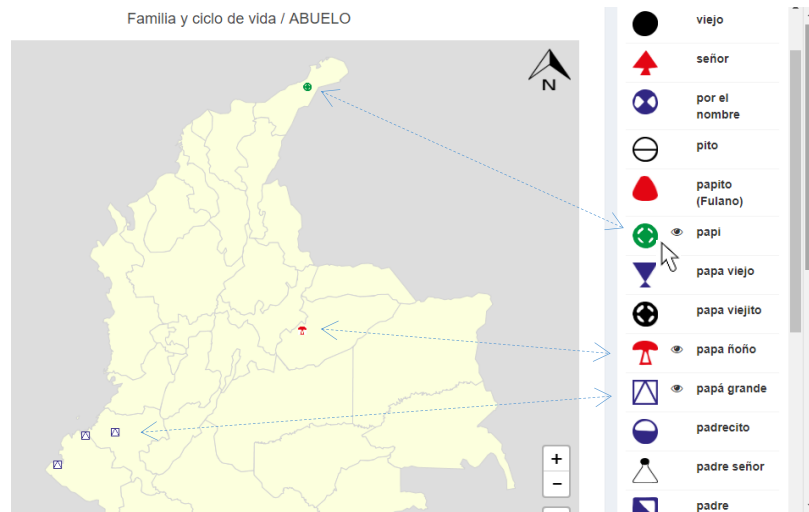 Familia y ciclo de vida / ABUELO
N
+
−
viejo
señor
por el
nombre
pito
papito
(Fulano)
papi
papa viejo
papa viejito
papa ñoño
papá grande
padrecito
padre señor
padre